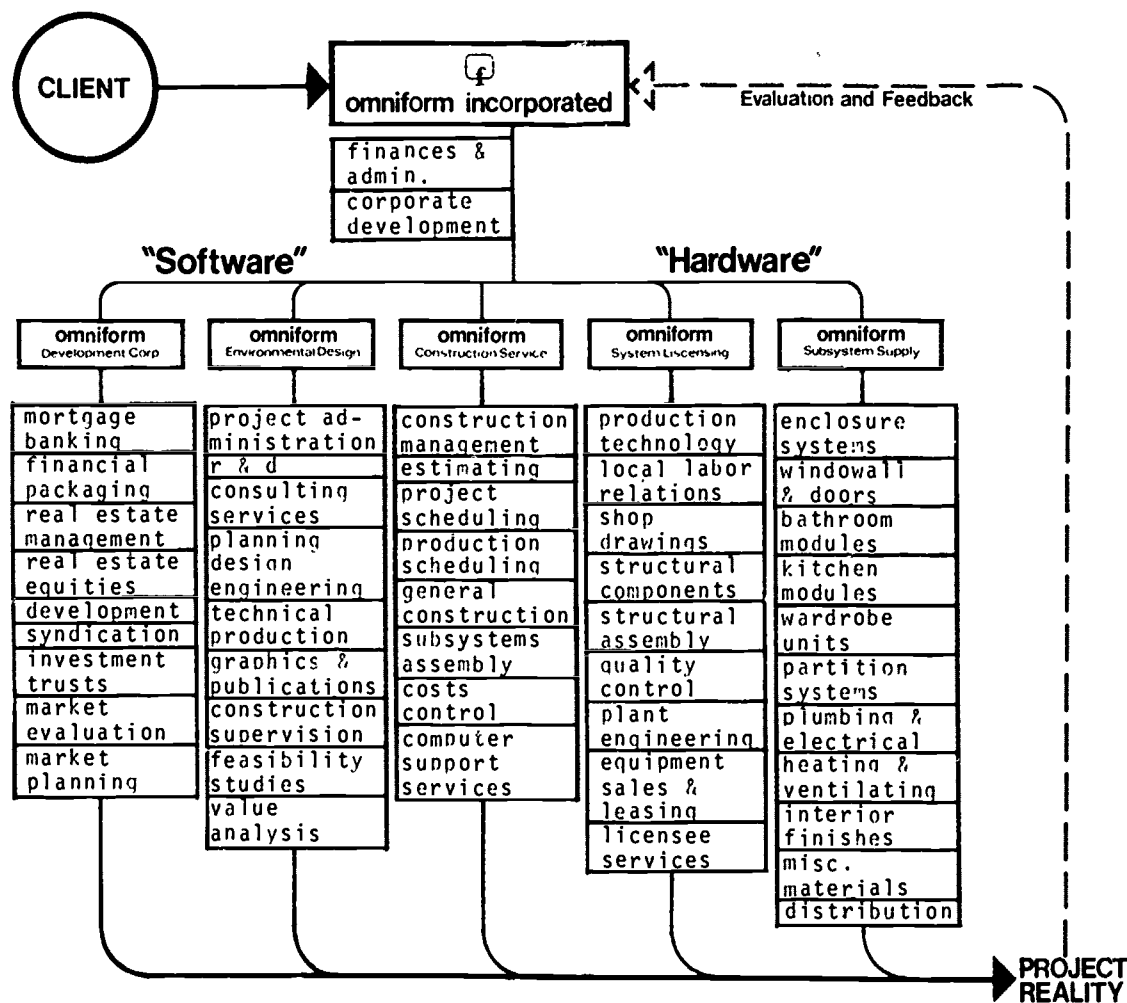 CLIENT
f
omniform incorporated
Evaluation and Feedback
finances &
admin.
corporate
development
"Software"
"Hardware"
omniform
Development Corp
omniform
Environmental Design
omniform
Construction Service
omniform
System Liscensing
omniform
Subsystem Supply
mortgage
banking
financial
packaging
real estate
management
real estate
equities
development
syndication
investment
trusts
market
evaluation
market
planning
project ad-
ministration
r & d
consulting
services
planning
design
engineering
technical
production
graphics &
publications
construction
supervision
feasibility
studies
value
analysis
construction
management
estimating
project
scheduling
production
scheduling
general
construction
subsystems
assembly
costs
control
computer
support
services
production
technology
local labor
relations
shop
drawings
structural
components
structural
assembly
quality
control
plant
engineering
equipment
sales &
leasing
licensee
services
enclosure
systems
windowall
& doors
bathroom
modules
kitchen
modules
wardrobe
units
partition
systems
plumbing &
electrical
heating &
ventilating
interior
finishes
misc.
materials
distribution
PROJECT
REALITY